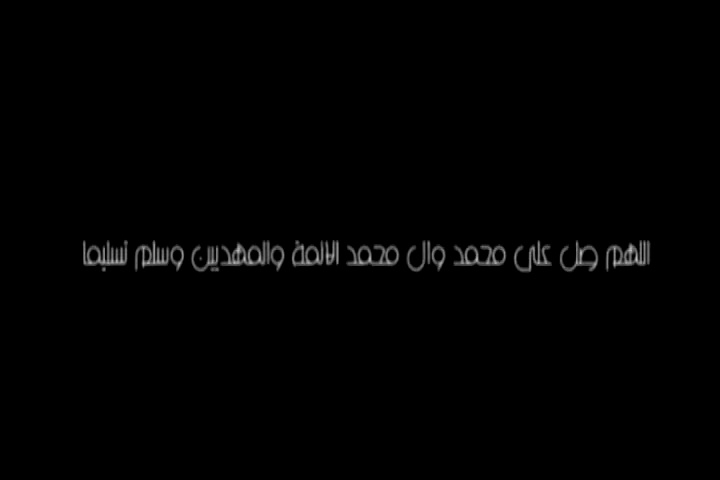 اللهم صل على محمد وال محمد الائمة والمهديين وسلم تسليما